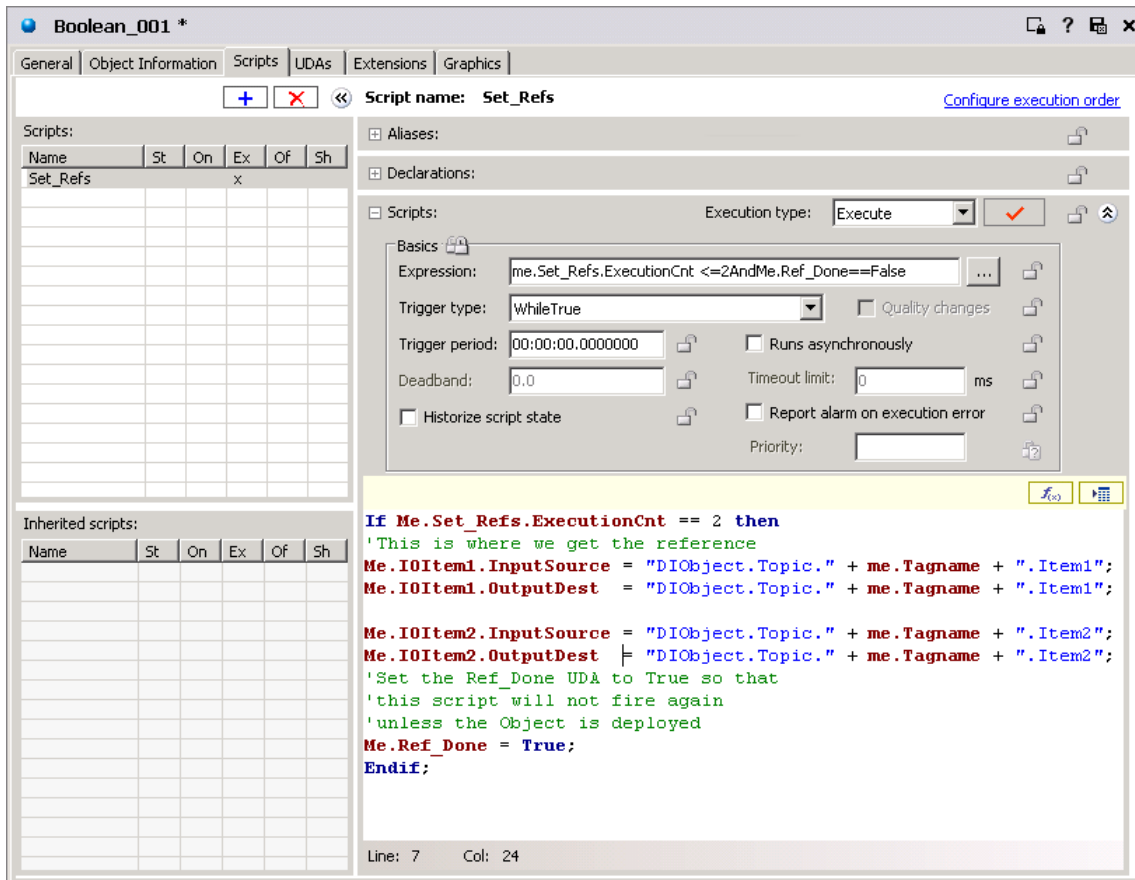 Boolean_001 *
?
General Object Information Scripts UDAs Extensions Graphics
Script name: Set_Refs
Configure execution order
Scripts:
Name St On Ex Of Sh
Set_Refs x
Aliases:
Declarations:
Scripts: Execution type: Execute
Basics
Expression: me.Set_Refs.ExecutionCnt <=2AndMe.Ref_Done==False ...
Trigger type: WhileTrue Quality changes
Trigger period: 00:00:00.0000000 Runs asynchronously
Deadband: 0.0 Timeout limit: 0 ms
Historize script state Report alarm on execution error
Priority:
f(x)
Inherited scripts:
Name St On Ex Of Sh
If Me.Set_Refs.ExecutionCnt == 2 then
'This is where we get the reference
Me.IOItem1.InputSource = "DIObject.Topic." + me.Tagname + ".Item1";
Me.IOItem1.OutputDest = "DIObject.Topic." + me.Tagname + ".Item1";
Me.IOItem2.InputSource = "DIObject.Topic." + me.Tagname + ".Item2";
Me.IOItem2.OutputDest = "DIObject.Topic." + me.Tagname + ".Item2";
'Set the Ref_Done UDA to True so that
'this script will not fire again
'unless the Object is deployed
Me.Ref_Done = True;
Endif;
Line: 7 Col: 24